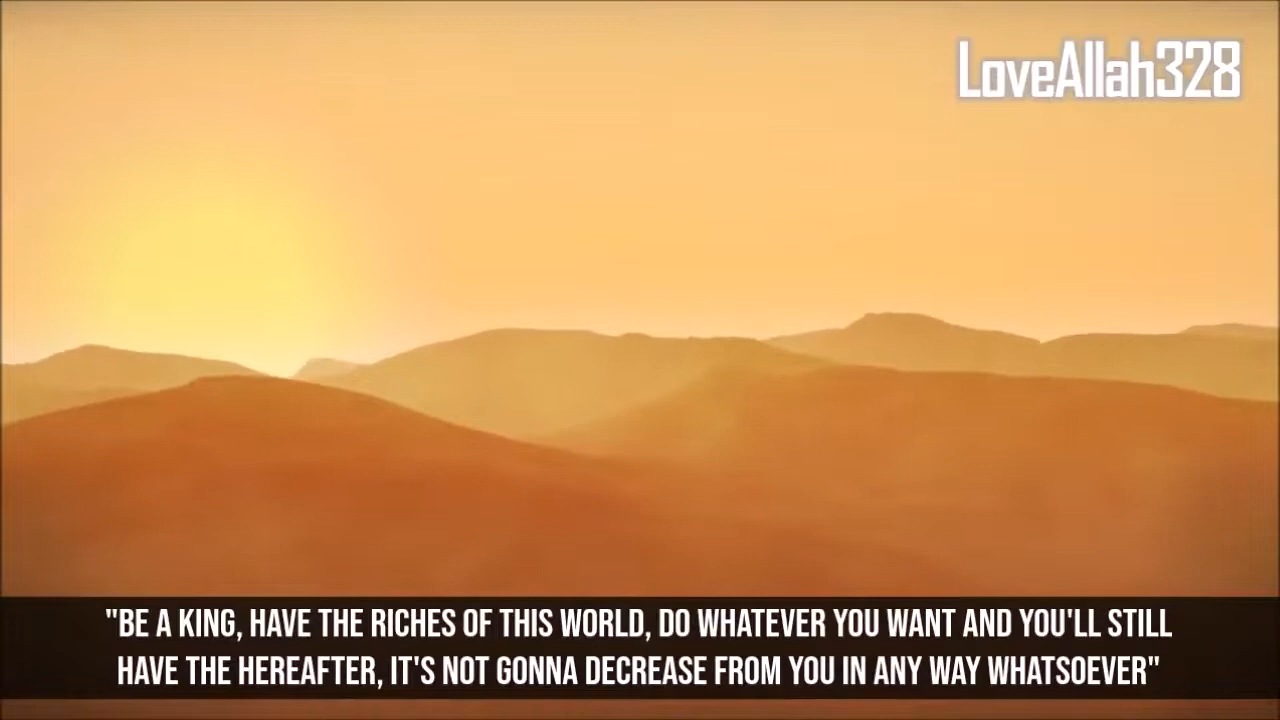 LoveAllah328
"BE A KING, HAVE THE RICHES OF THIS WORLD, DO WHATEVER YOU WANT AND YOU'LL STILL
HAVE THE HEREAFTER, IT'S NOT GONNA DECREASE FROM YOU IN ANY WAY WHATSOEVER"